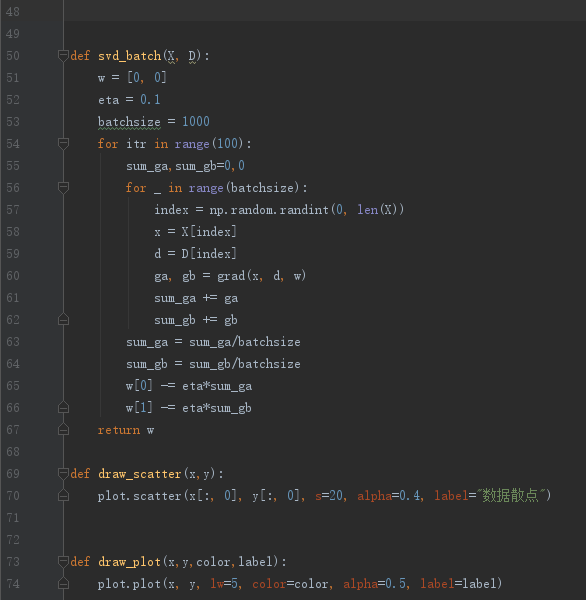 48
49
50 def svd_batch(X, D):
51     w = [0, 0]
52     eta = 0.1
53     batchsize = 1000
54     for itr in range(100):
55         sum_ga,sum_gb=0,0
56         for _ in range(batchsize):
57             index = np.random.randint(0, len(X))
58             x = X[index]
59             d = D[index]
60             ga, gb = grad(x, d, w)
61             sum_ga += ga
62             sum_gb += gb
63         sum_ga = sum_ga/batchsize
64         sum_gb = sum_gb/batchsize
65         w[0] -= eta*sum_ga
66         w[1] -= eta*sum_gb
67     return w
68
69 def draw_scatter(x,y):
70     plot.scatter(x[:, 0], y[:, 0], s=20, alpha=0.4, label="数据散点")
71
72
73 def draw_plot(x,y,color,label):
74     plot.plot(x, y, lw=5, color=color, alpha=0.5, label=label)